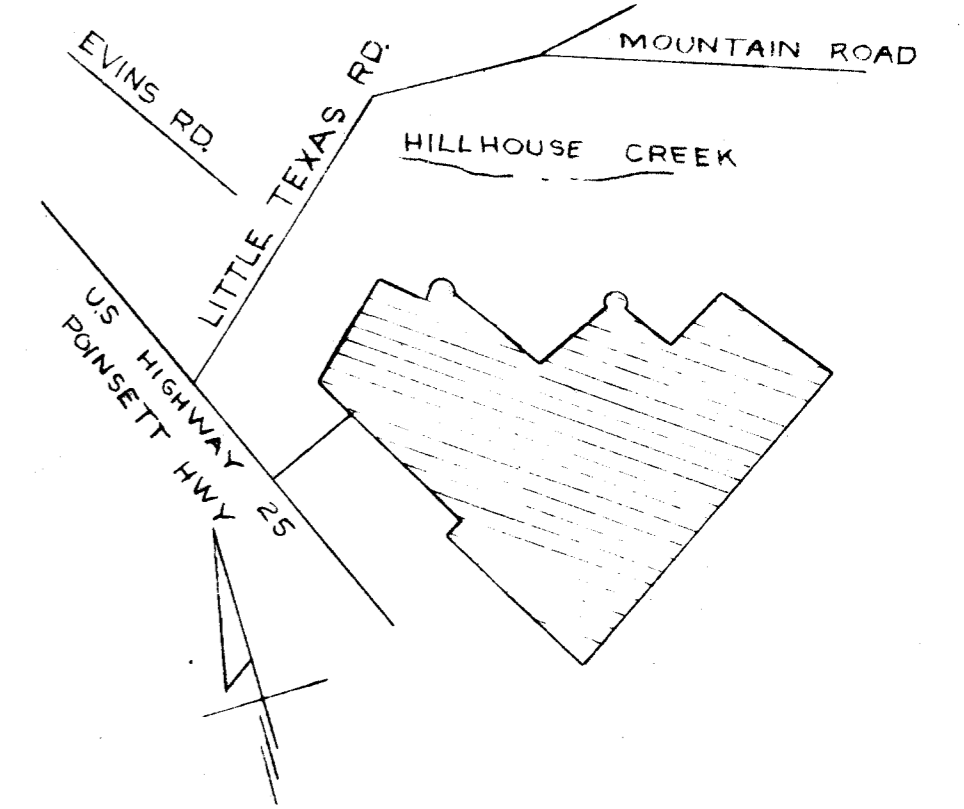 EVINS RD.
LITTLE TEXAS RD.
MOUNTAIN ROAD
HILLHOUSE CREEK
U.S HIGHWAY 25
POINSETT HWY